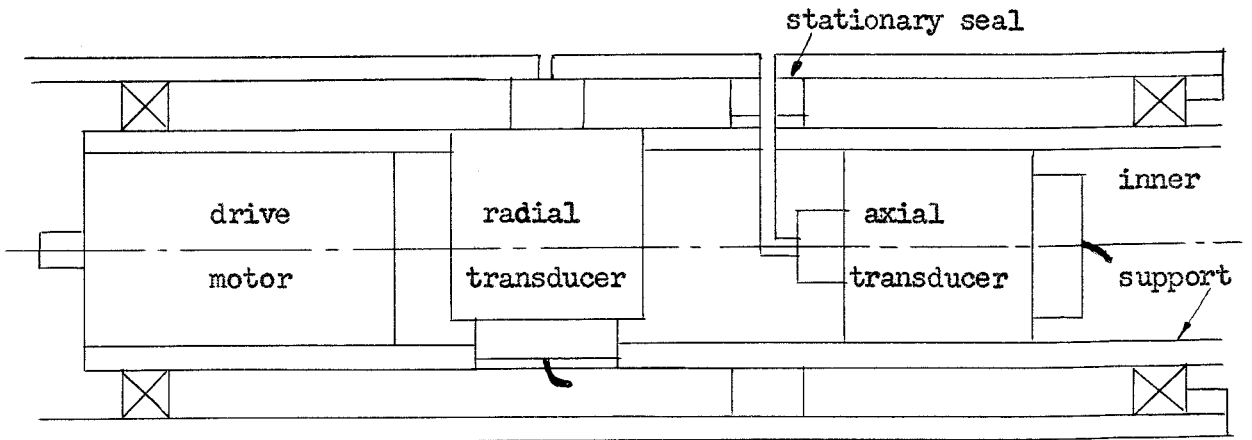 stationary seal
inner
drive
radial
axial
motor
transducer
transducer
support